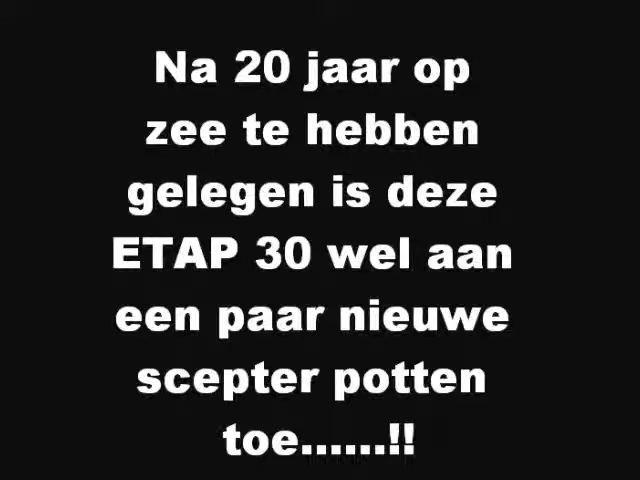 Na 20 jaar op
zee te hebben
gelegen is deze
ETAP 30 wel aan
een paar nieuwe
scepter potten
toe......!!